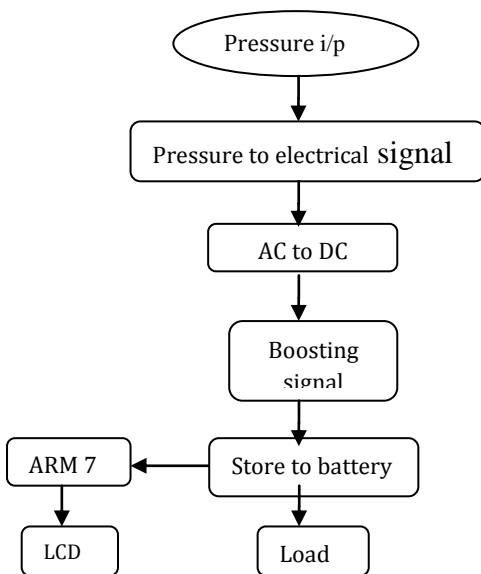 Pressure i/p
Pressure to electrical signal
AC to DC
Boosting
signal
ARM 7
Store to battery
LCD
Load